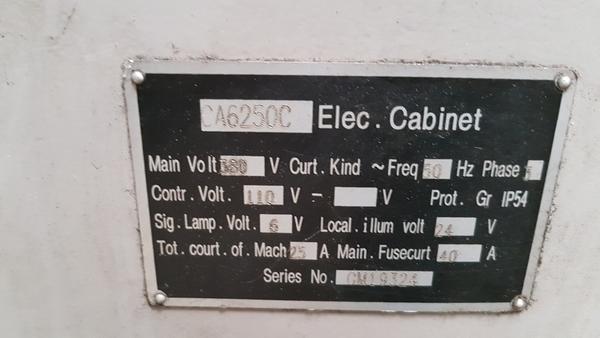 CA6250C Elec. Cabinet
Main Volt 380 V Curt. Kind ~ Freq 50 Hz Phase
Contr. Volt. 110 V - V Prot. Gr IP54
Sig. Lamp. Volt. 6 V Local. illum volt 24 V
Tot. court. of. Mach 25 A Main. Fusecurt 40 A
Series No. GM19324